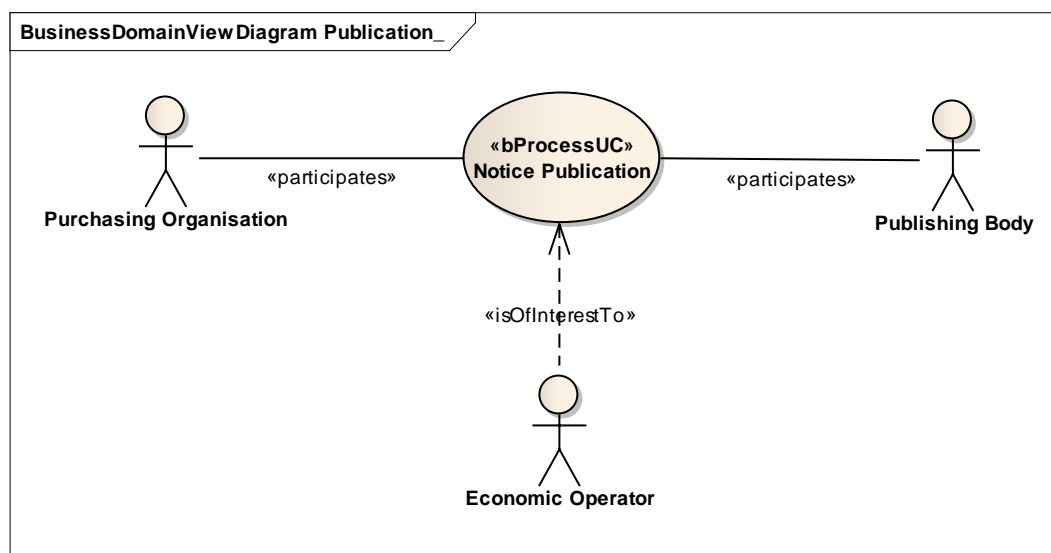 BusinessDomainView Diagram Publication_
«bProcessUC»
Notice Publication
«participates»
«participates»
Purchasing Organisation
Publishing Body
«isOfInterestTo»
Economic Operator